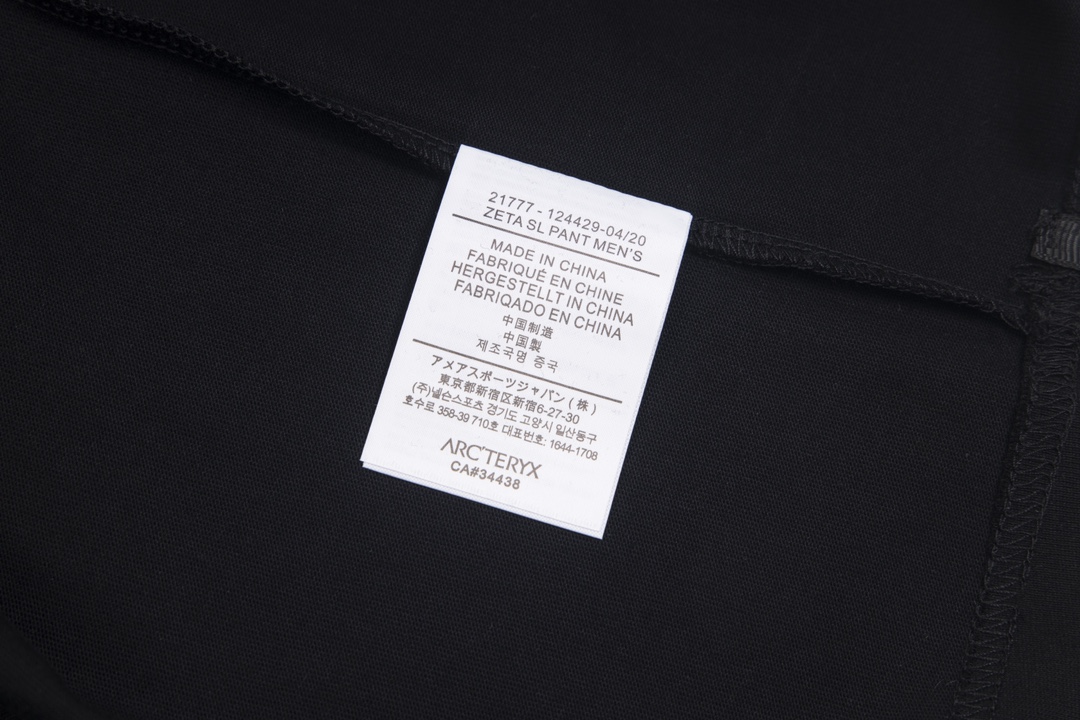 21777 - 124429-04/20
ZETA SL PANT MEN'S
MADE IN CHINA
FABRIQUÉ EN CHINE
HERGESTELLT IN CHINA
FABRIQADO EN CHINA
中国制造
中国製
제조국명 중국
アメアスポーツジャパン (株)
東京都新宿区新宿6-27-30
(주)넬슨스포츠 경기도 고양시 일산동구
호수로 358-39 710호 대표번호: 1644-1708
ARC'TERYX
CA#34438